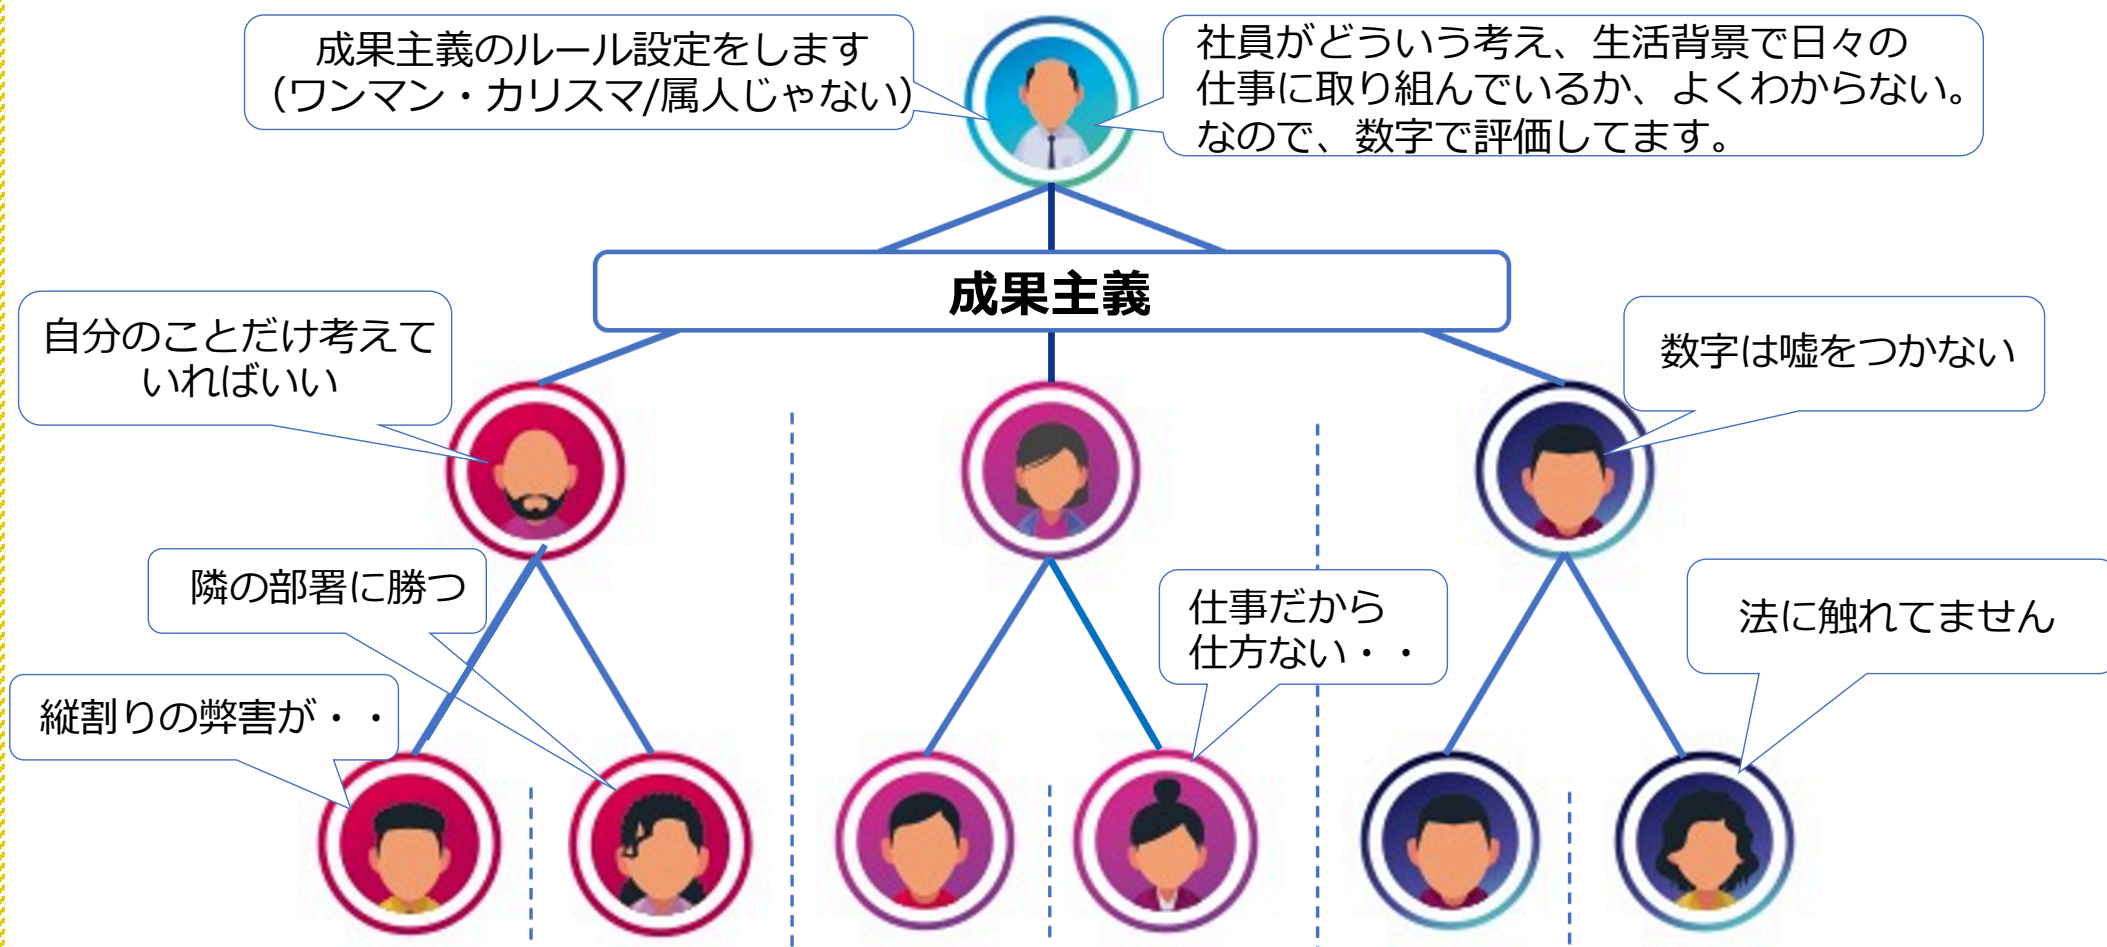 成果主義のルール設定をします
（ワンマン・カリスマ/属人じゃない）
社員がどういう考え、生活背景で日々の
仕事に取り組んでいるか、よくわからない。
なので、数字で評価してます。
成果主義
自分のことだけ考えて
いればいい
数字は嘘をつかない
隣の部署に勝つ
仕事だから
仕方ない・・
法に触れてません
縦割りの弊害が・・